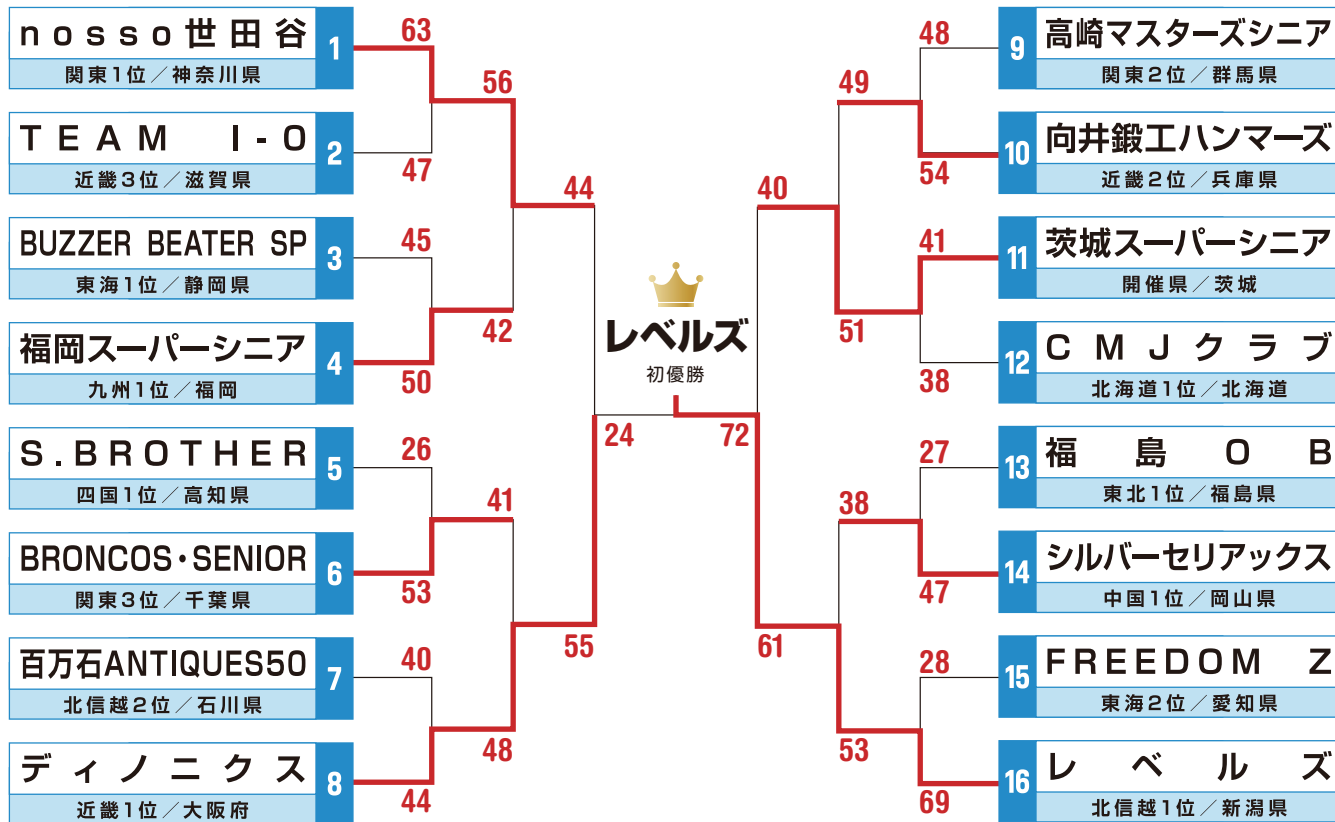 nosso世田谷
1
関東1位／神奈川県
TEAM I-O
2
近畿3位／滋賀県
BUZZER BEATER SP
3
東海1位／静岡県
福岡スーパーシニア
4
九州1位／福岡
S.BROTHER
5
四国1位／高知県
BRONCOS・SENIOR
6
関東3位／千葉県
百万石ANTIQUES50
7
北信越2位／石川県
ディノニクス
8
近畿1位／大阪府
63
47
45
50
26
53
40
44
56
42
41
48
44
55
24
レベルズ
初優勝
72
40
61
49
51
38
53
48
54
41
38
27
47
28
69
9
高崎マスターズシニア
関東2位／群馬県
10
向井鍛工ハンマーズ
近畿2位／兵庫県
11
茨城スーパーシニア
開催県／茨城
12
CMJクラブ
北海道1位／北海道
13
福島OB
東北1位／福島県
14
シルバーセリアックス
中国1位／岡山県
15
FREEDOM Z
東海2位／愛知県
16
レベルズ
北信越1位／新潟県